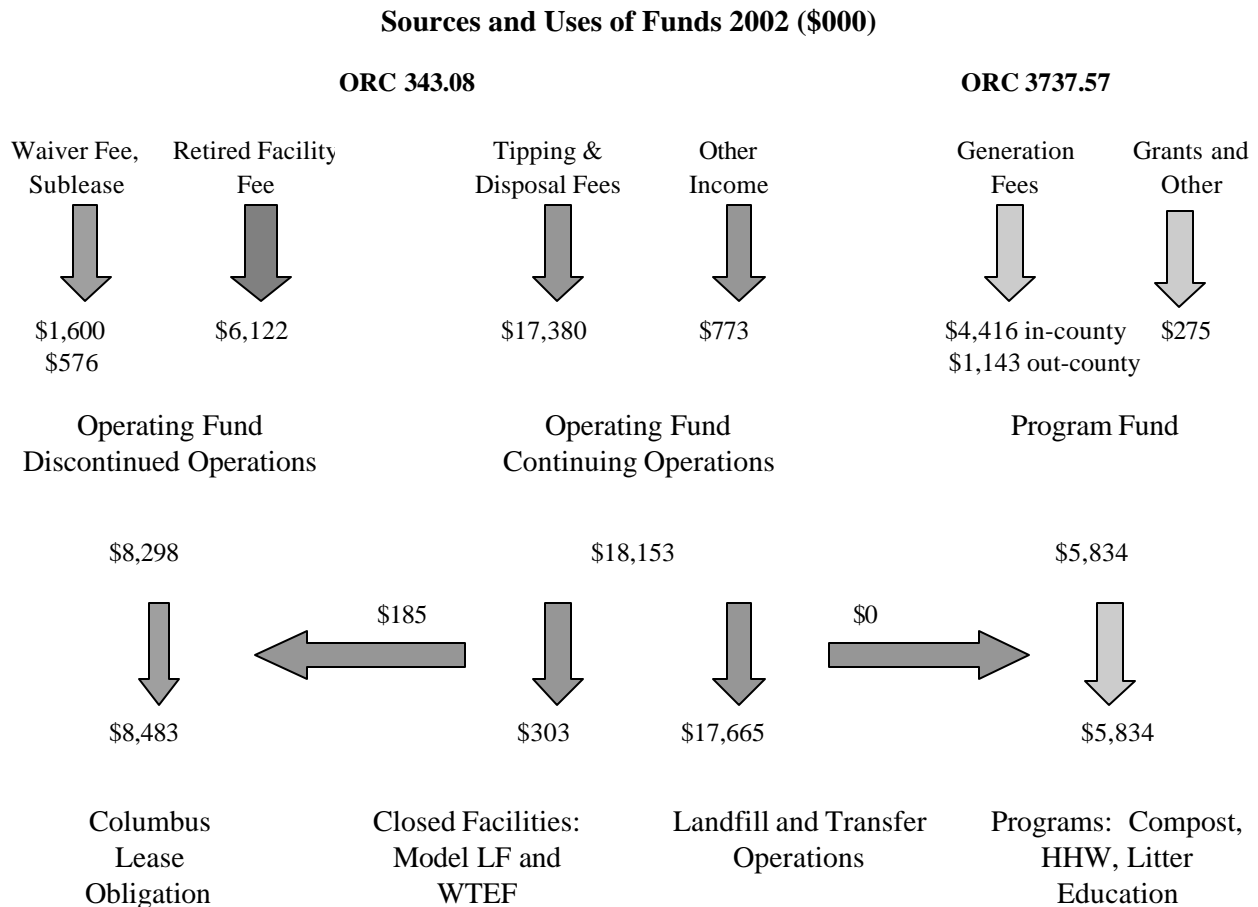 Sources and Uses of Funds 2002 ($000)
ORC 343.08
ORC 3737.57
Waiver Fee,
Sublease
Retired Facility
Fee
Tipping &
Disposal Fees
Other
Income
Generation
Fees
Grants and
Other
$1,600
$576
$6,122
$17,380
$773
$4,416 in-county
$1,143 out-county
$275
Operating Fund
Discontinued Operations
Operating Fund
Continuing Operations
Program Fund
$8,298
$18,153
$5,834
$185
$0
$8,483
$303
$17,665
$5,834
Columbus
Lease
Obligation
Closed Facilities:
Model LF and
WTEF
Landfill and Transfer
Operations
Programs: Compost,
HHW, Litter
Education